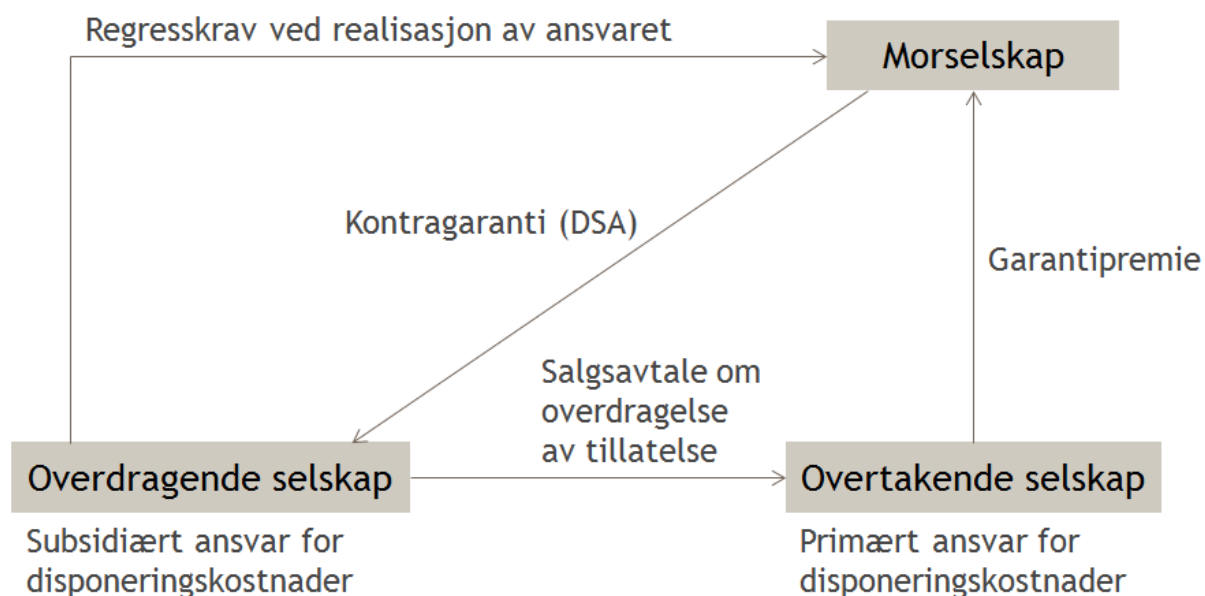 Regresskrav ved realisasjon av ansvaret
Morselskap
Kontragaranti (DSA)
Garantipremie
Salgsavtale om
overdragelse
av tillatelse
Overdragende selskap
Overtakende selskap
Subsidiært ansvar for
disponeringskostnader
Primært ansvar for
disponeringskostnader